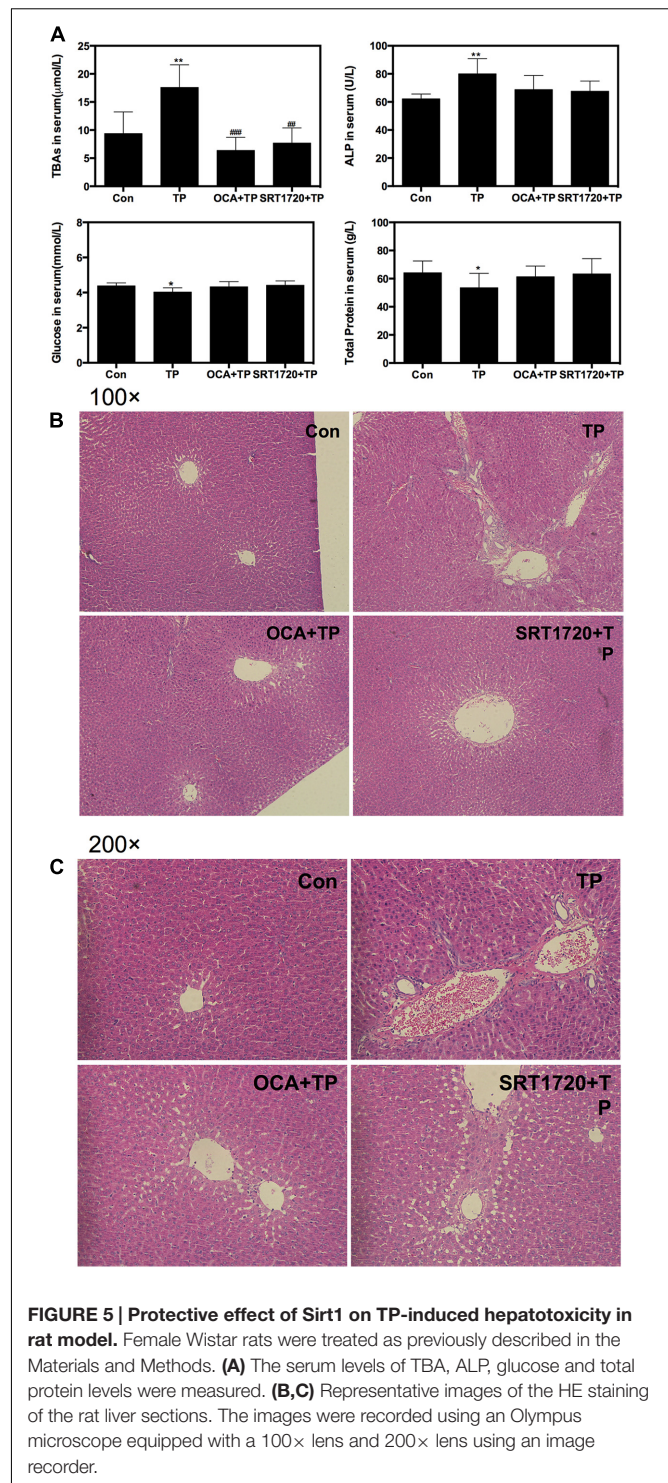 A
TBAs in serum(μmol/L)
25
20
15
10
5
0
**
###
##
Con TP OCA+TP SRT1720+TP
ALP in serum (U/L)
100
80
60
40
20
0
**
Con TP OCA+TP SRT1720+TP
Glucose in serum(mmol/L)
8
6
4
2
0
*
Con TP OCA+TP SRT1720+TP
Total Protein in serum (g/L)
100
80
60
40
20
0
*
Con TP OCA+TP SRT1720+TP
100×
B
Con
TP
OCA+TP
SRT1720+T
P
200×
C
Con
TP
OCA+TP
SRT1720+T
P
FIGURE 5 | Protective effect of Sirt1 on TP-induced hepatotoxicity in
rat model. Female Wistar rats were treated as previously described in the
Materials and Methods. (A) The serum levels of TBA, ALP, glucose and total
protein levels were measured. (B,C) Representative images of the HE staining
of the rat liver sections. The images were recorded using an Olympus
microscope equipped with a 100× lens and 200× lens using an image
recorder.